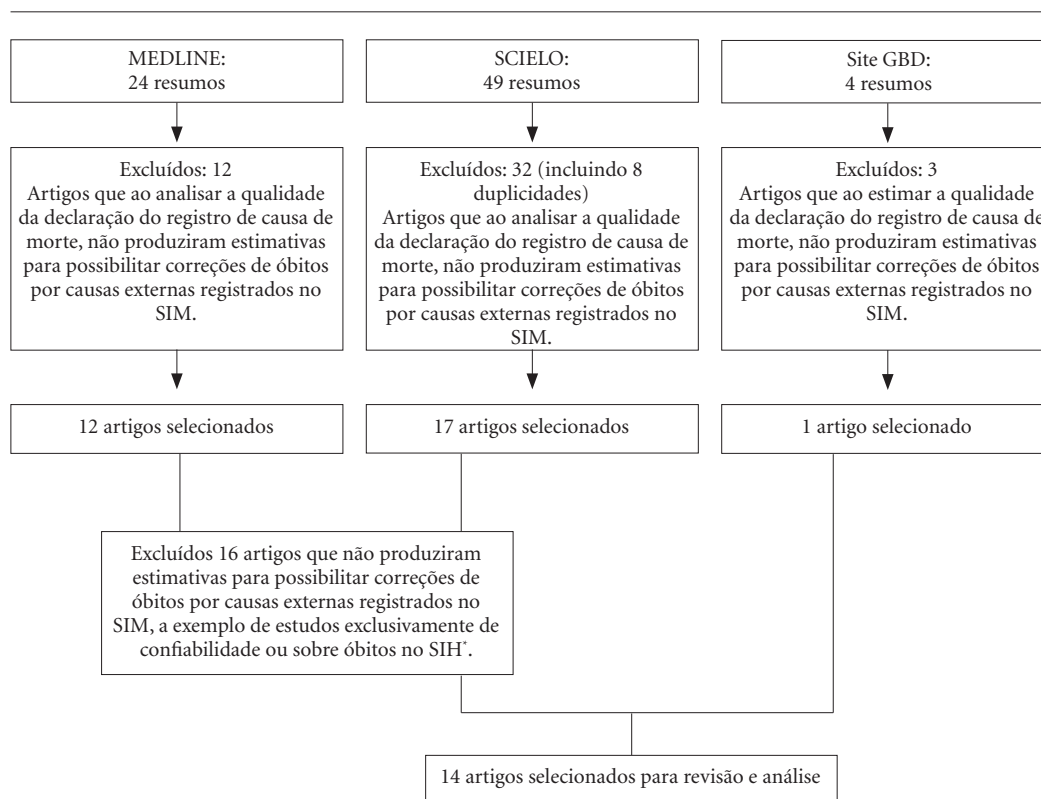 MEDLINE:
24 resumos
SCIELO:
49 resumos
Site GBD:
4 resumos
Excluídos: 12
Artigos que ao analisar a qualidade
da declaração do registro de causa de
morte, não produziram estimativas
para possibilitar correções de óbitos
por causas externas registrados no
SIM.
Excluídos: 32 (incluindo 8
duplicidades)
Artigos que ao analisar a qualidade
da declaração do registro de causa de
morte, não produziram estimativas
para possibilitar correções de óbitos
por causas externas registrados no
SIM.
Excluídos: 3
Artigos que ao estimar a qualidade
da declaração do registro de causa de
morte, não produziram estimativas
para possibilitar correções de óbitos
por causas externas registrados no
SIM.
12 artigos selecionados
17 artigos selecionados
1 artigo selecionado
Excluídos 16 artigos que não produziram
estimativas para possibilitar correções de
óbitos por causas externas registrados no
SIM, a exemplo de estudos exclusivamente de
confiabilidade ou sobre óbitos no SIH*.
14 artigos selecionados para revisão e análise